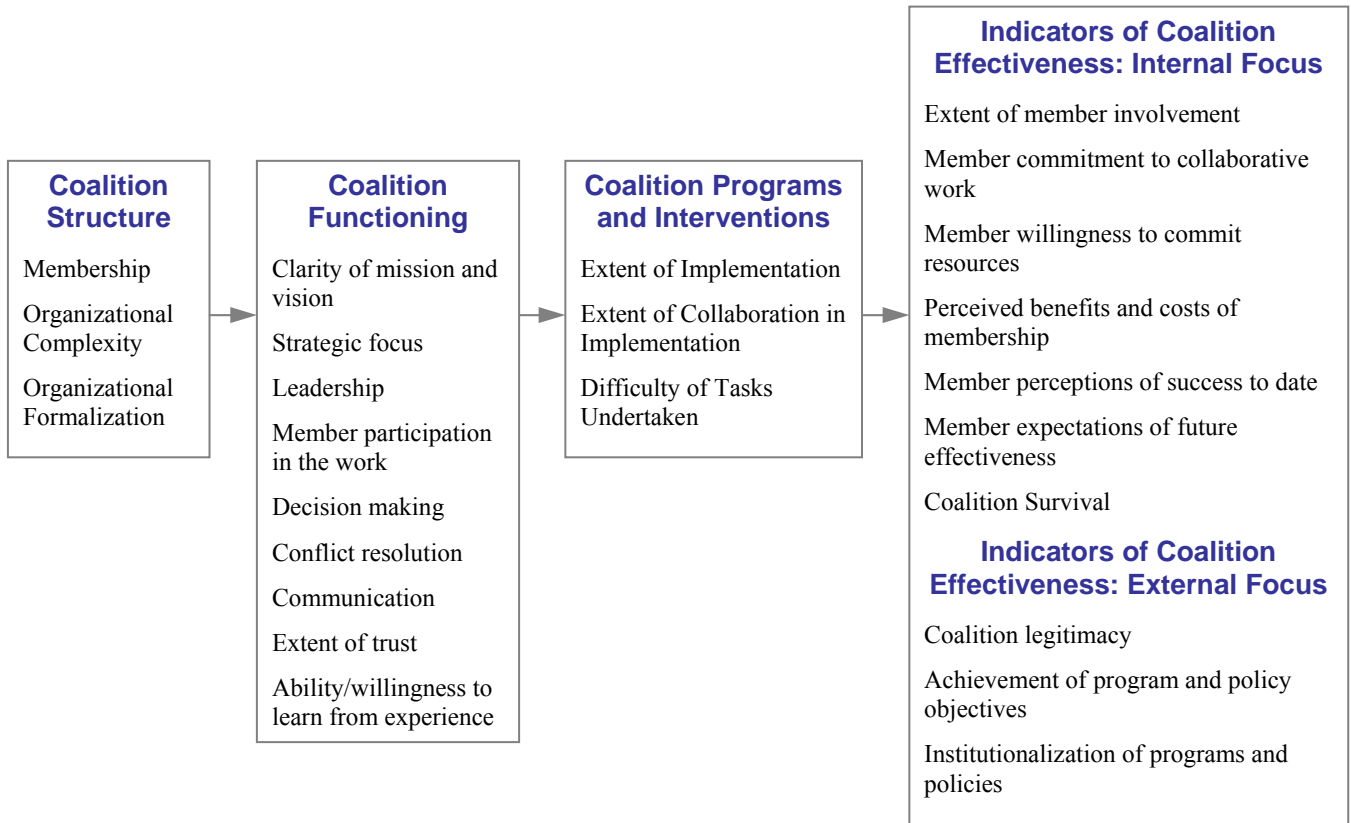 Coalition
Structure
Membership
Organizational
Complexity
Organizational
Formalization
Coalition
Functioning
Clarity of mission and
vision
Strategic focus
Leadership
Member participation
in the work
Decision making
Conflict resolution
Communication
Extent of trust
Ability/willingness to
learn from experience
Coalition Programs
and Interventions
Extent of Implementation
Extent of Collaboration in
Implementation
Difficulty of Tasks
Undertaken
Indicators of Coalition
Effectiveness: Internal Focus
Extent of member involvement
Member commitment to collaborative
work
Member willingness to commit
resources
Perceived benefits and costs of
membership
Member perceptions of success to date
Member expectations of future
effectiveness
Coalition Survival
Indicators of Coalition
Effectiveness: External Focus
Coalition legitimacy
Achievement of program and policy
objectives
Institutionalization of programs and
policies